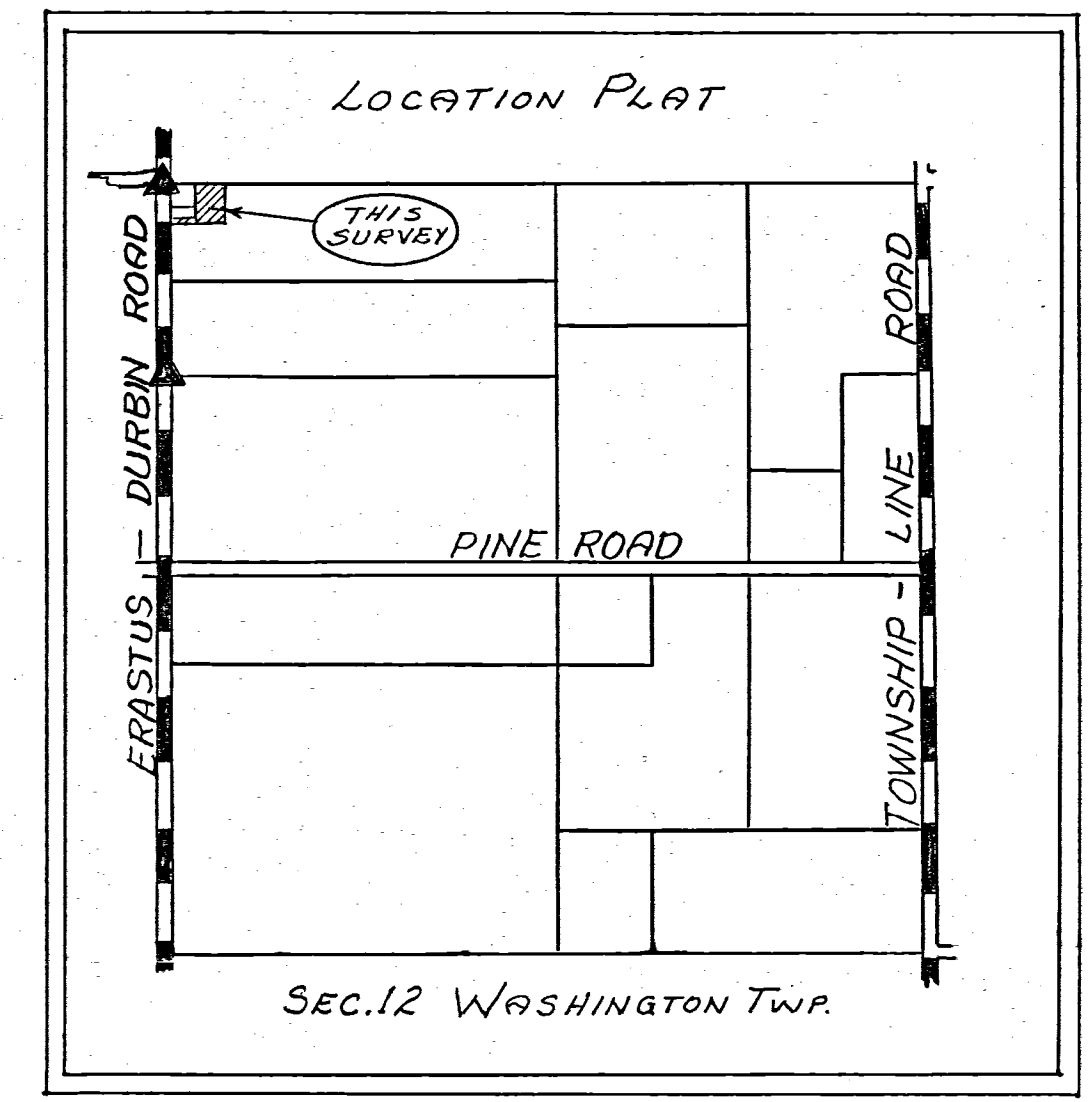 LOCATION PLAT
THIS
SURVEY
ERASTUS – DURBIN ROAD
PINE ROAD
TOWNSHIP – LINE ROAD
SEC.12 WASHINGTON TWP.